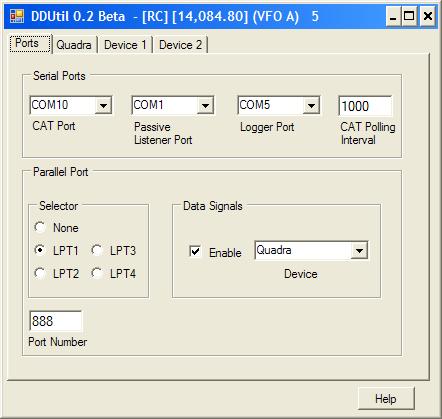 DDUtil 0.2 Beta - [RC] [14,084.80] (VFO A) 5
Ports Quadra Device 1 Device 2
Serial Ports
COM10 COM1 COM5 1000
CAT Port Passive Logger Port CAT Polling
Listener Port Interval
Parallel Port
Selector Data Signals
None
LPT1 LPT3 Enable Quadra
LPT2 LPT4 Device
888
Port Number
Help